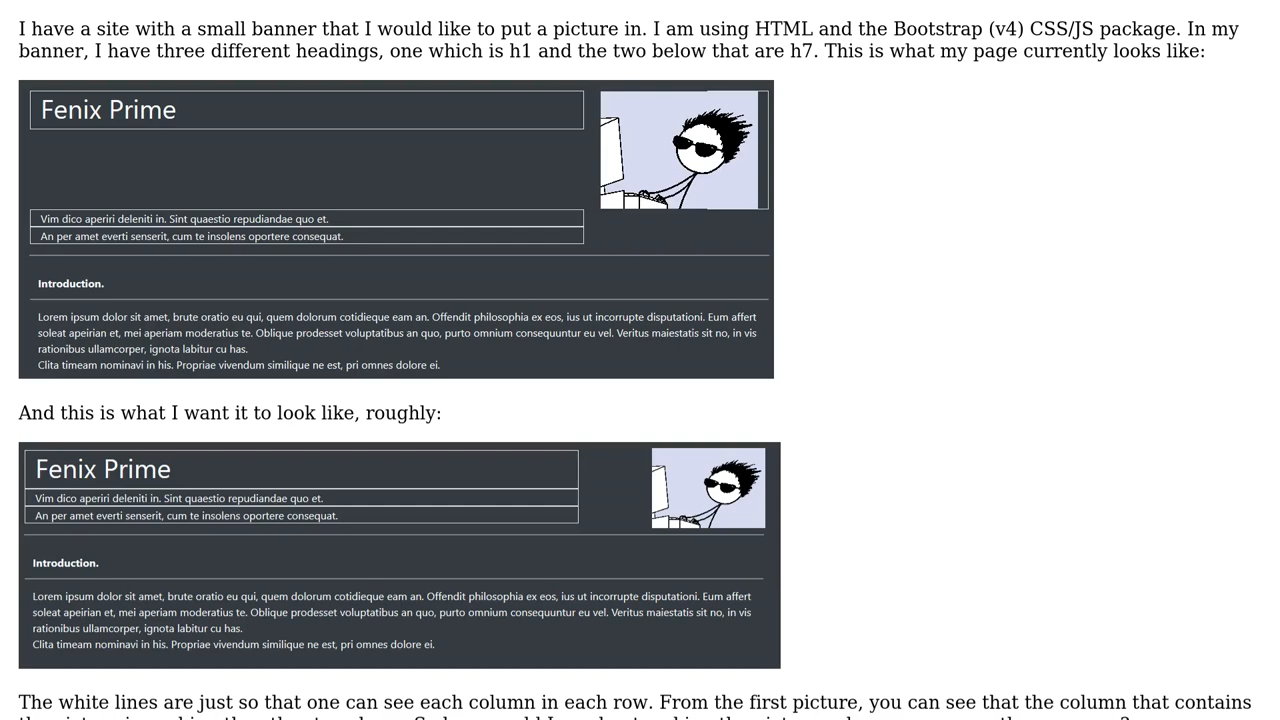 I have a site with a small banner that I would like to put a picture in. I am using HTML and the Bootstrap (v4) CSS/JS package. In my
banner, I have three different headings, one which is h1 and the two below that are h7. This is what my page currently looks like:
Fenix Prime
Vim dico aperiri deleniti in. Sint quaestio repudiandae quo et.
An per amet everti senserit, cum te insolens oportere consequat.
Introduction.
Lorem ipsum dolor sit amet, brute oratio eu qui, quem dolorum cotidieque eam an. Offendit philosophia ex eos, ius ut incorrupte disputationi. Eum affert
soleat apeirian et, mei aperiam moderatius te. Oblique prodesset voluptatibus an quo, purto omnium consequuntur eu vel. Veritus maiestatis sit no, in vis
rationibus ullamcorper, ignota labitur cu has.
Clita timeam nominavi in his. Propriae vivendum similique ne est, pri omnes dolore ei.
And this is what I want it to look like, roughly:
Fenix Prime
Vim dico aperiri deleniti in. Sint quaestio repudiandae quo et.
An per amet everti senserit, cum te insolens oportere consequat.
Introduction.
Lorem ipsum dolor sit amet, brute oratio eu qui, quem dolorum cotidieque eam an. Offendit philosophia ex eos, ius ut incorrupte disputationi. Eum affert
soleat apeirian et, mei aperiam moderatius te. Oblique prodesset voluptatibus an quo, purto omnium consequuntur eu vel. Veritus maiestatis sit no, in vis
rationibus ullamcorper, ignota labitur cu has.
Clita timeam nominavi in his. Propriae vivendum similique ne est, pri omnes dolore ei.
The white lines are just so that one can see each column in each row. From the first picture, you can see that the column that contains